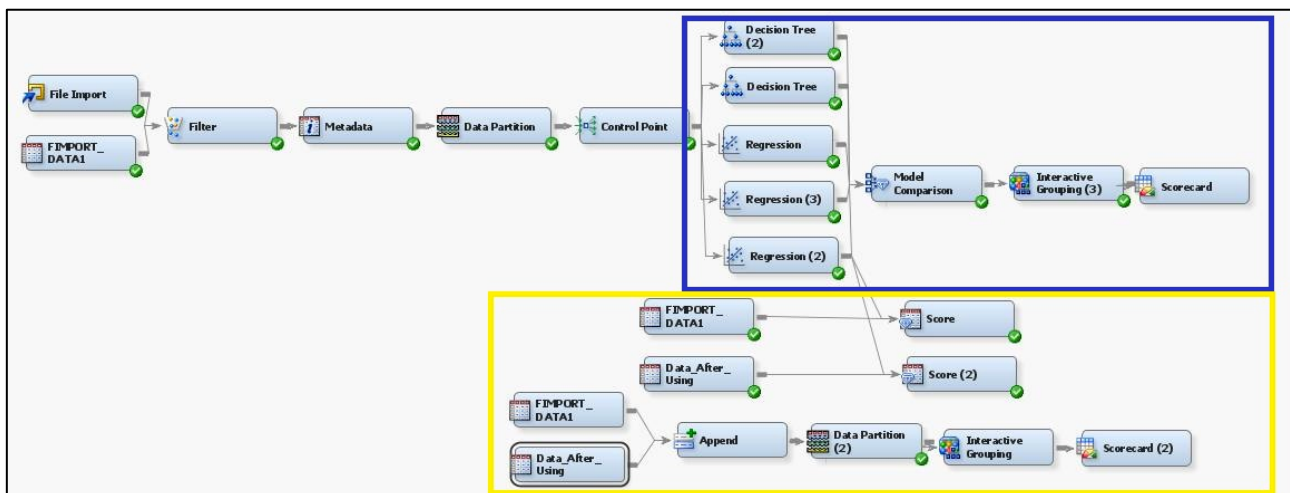 File Import
FIMPORT_
DATA1
Filter
Metadata
Data Partition
Control Point
Decision Tree
(2)
Decision Tree
Regression
Regression (3)
Regression (2)
Model
Comparison
Interactive
Grouping (3)
Scorecard
FIMPORT_
DATA1
Score
Data_After_
Using
Score (2)
FIMPORT_
DATA1
Data_After_
Using
Append
Data Partition
(2)
Interactive
Grouping
Scorecard (2)